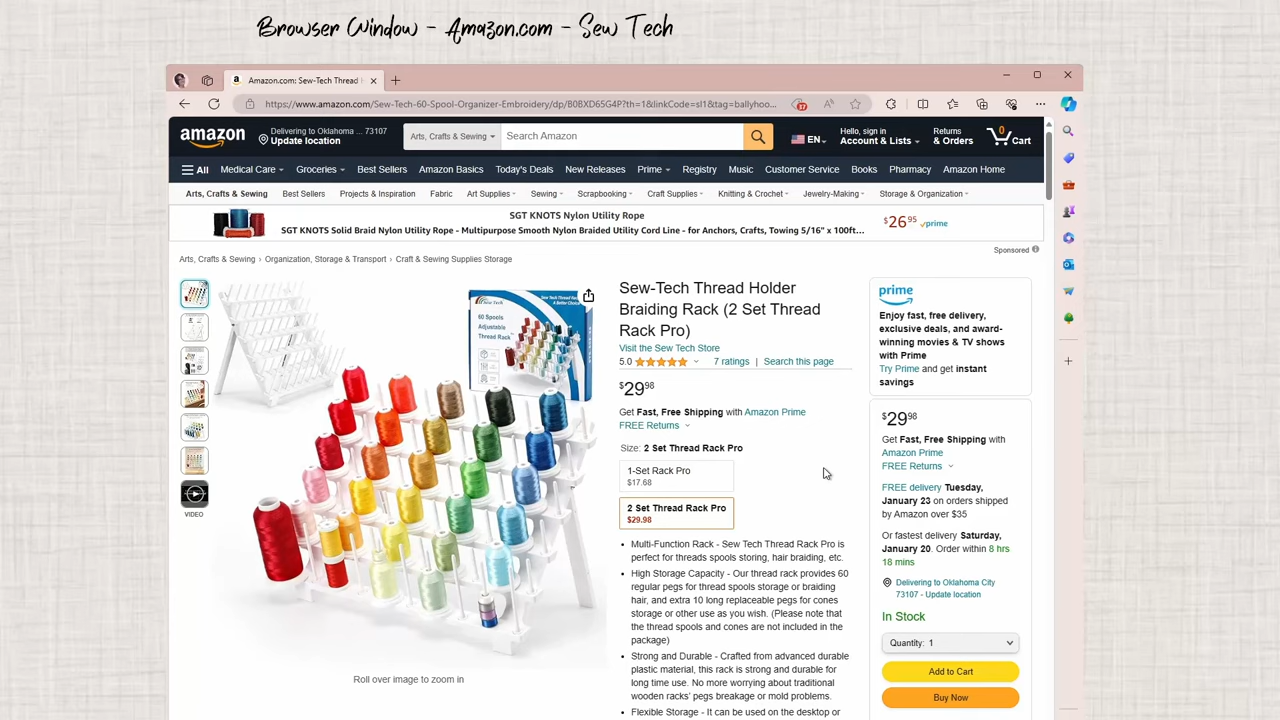 Browser Window - Amazon.com - Sew Tech
Amazon.com: Sew-Tech Thread H
https://www.amazon.com/Sew-Tech-60-Spool-Organizer-Embroidery/dp/B0BXD65G4P?th=1&linkCode=sl1&tag=ballyhoo...
17
amazon
Delivering to Oklahoma ... 73107
Update location
Arts, Crafts & Sewing
Search Amazon
EN
Hello, sign in
Account & Lists
Returns
& Orders
0
Cart
All Medical Care Groceries Best Sellers Amazon Basics Today's Deals New Releases Prime Registry Music Customer Service Books Pharmacy Amazon Home
Arts, Crafts & Sewing Best Sellers Projects & Inspiration Fabric Art Supplies Sewing Scrapbooking Craft Supplies Knitting & Crochet Jewelry-Making Storage & Organization
SGT KNOTS Nylon Utility Rope
SGT KNOTS Solid Braid Nylon Utility Rope - Multipurpose Smooth Nylon Braided Utility Cord Line - for Anchors, Crafts, Towing 5/16" x 100ft...
$26 95 prime
Sponsored
Arts, Crafts & Sewing › Organization, Storage & Transport › Craft & Sewing Supplies Storage
Sew Tech
60 Spools
Adjustable
Thread Rack
VIDEO
Roll over image to zoom in
Sew-Tech Thread Holder
Braiding Rack (2 Set Thread
Rack Pro)
Visit the Sew Tech Store
5.0 7 ratings | Search this page
$29 98
Get Fast, Free Shipping with Amazon Prime
FREE Returns
Size: 2 Set Thread Rack Pro
1-Set Rack Pro
$17.68
2 Set Thread Rack Pro
$29.98
• Multi-Function Rack - Sew Tech Thread Rack Pro is
perfect for threads spools storing, hair braiding, etc.
• High Storage Capacity - Our thread rack provides 60
regular pegs for thread spools storage or braiding
hair, and extra 10 long replaceable pegs for cones
storage or other use as you wish. (Please note that
the thread spools and cones are not included in the
package)
• Strong and Durable - Crafted from advanced durable
plastic material, this rack is strong and durable for
long time use. No more worrying about traditional
wooden racks' pegs breakage or mold problems.
• Flexible Storage - It can be used on the desktop or
prime
Enjoy fast, free delivery,
exclusive deals, and award-
winning movies & TV shows
with Prime
Try Prime and get instant
savings
$29 98
Get Fast, Free Shipping with
Amazon Prime
FREE Returns
FREE delivery Tuesday,
January 23 on orders shipped
by Amazon over $35
Or fastest delivery Saturday,
January 20. Order within 8 hrs
18 mins
Delivering to Oklahoma City
73107 - Update location
In Stock
Quantity: 1
Add to Cart
Buy Now